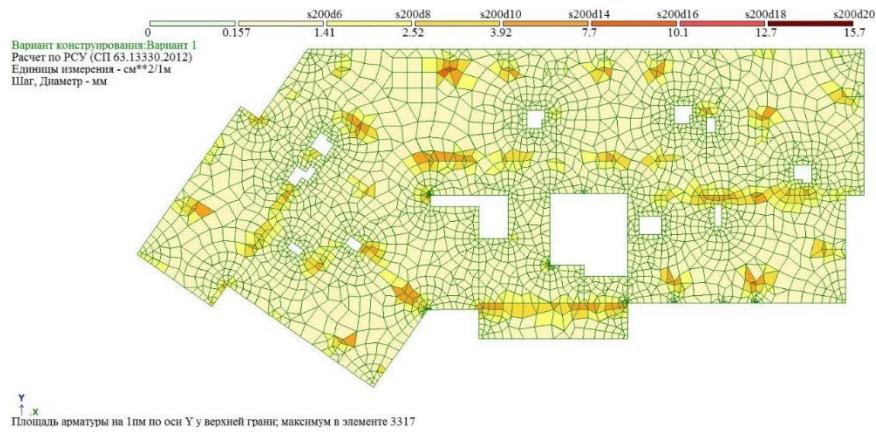 s200d6 s200d8 s200d10 s200d14 s200d16 s200d18 s200d20
0 0.157 1.41 2.52 3.92 7.7 10.1 12.7 15.7
Вариант конструирования:Вариант 1
Расчет по РСУ (СП 63.13330.2012)
Единицы измерения - см**2/1м
Шаг, Диаметр - мм
Y
X
Площадь арматуры на 1пм по оси Y у верхней грани; максимум в элементе 3317